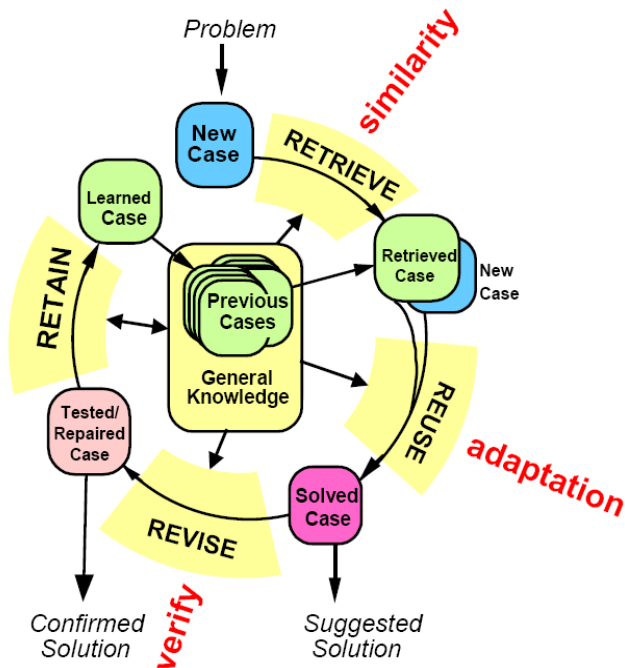 Problem
similarity
New
Case
RETRIEVE
Learned
Case
Retrieved
Case
New
Case
RETAIN
Previous
Cases
General
Knowledge
REUSE
adaptation
Tested/
Repaired
Case
Solved
Case
REVISE
verify
Confirmed
Solution
Suggested
Solution